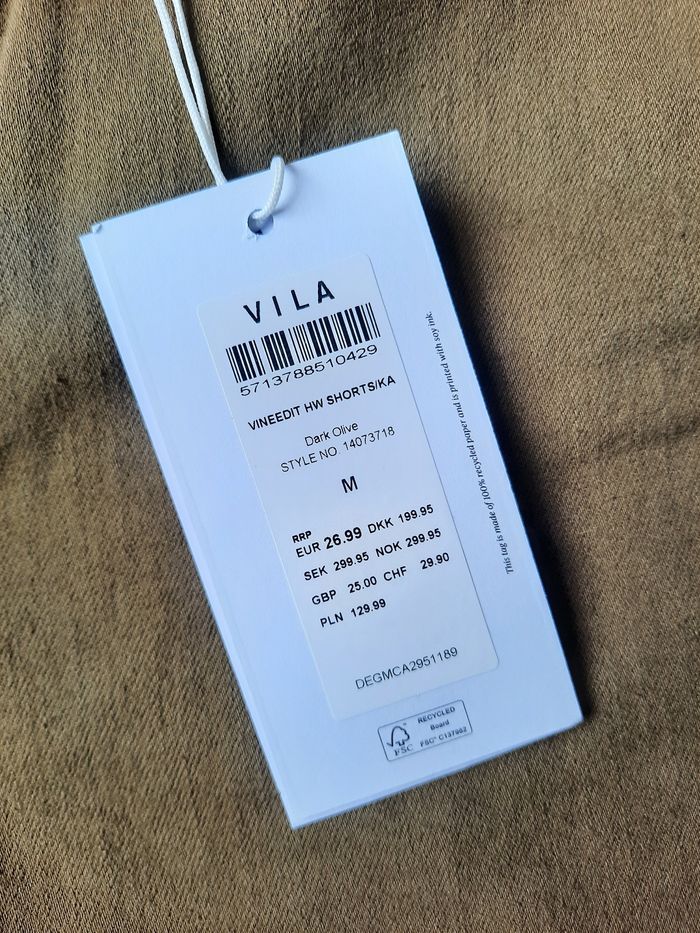 VILA
5713788510429
VINEEDIT HW SHORTS/KA
Dark Olive
STYLE NO. 14073718
M
RRP
EUR 26.99 DKK 199.95
SEK 299.95 NOK 299.95
GBP 25.00 CHF 29.90
PLN 129.99
DEGMCA2951189
This tag is made of 100% recycled paper and is printed with soy ink.
RECYCLED
Board
FSC FSC® C137982